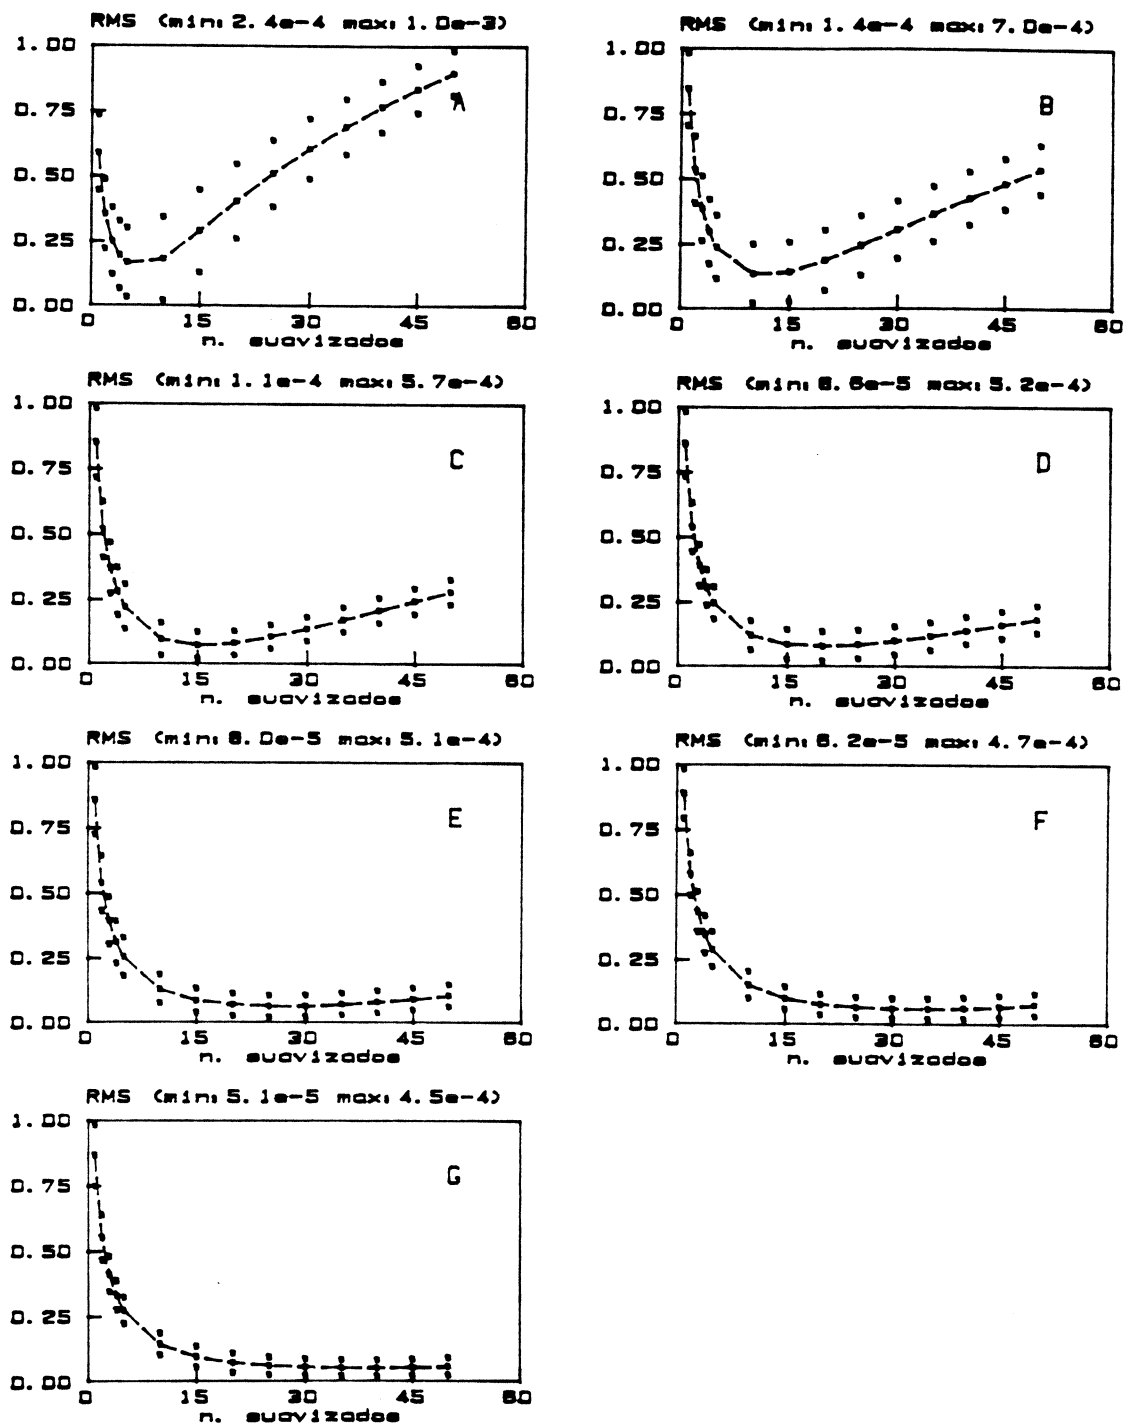 RMS (min: 2.4e-4 max: 1.0e-3)
1.00
0.75
0.50
0.25
0.00
A
0 15 30 45 60
n. suavizados
RMS (min: 1.4e-4 max: 7.0e-4)
1.00
0.75
0.50
0.25
0.00
B
0 15 30 45 60
n. suavizados
RMS (min: 1.1e-4 max: 5.7e-4)
1.00
0.75
0.50
0.25
0.00
C
0 15 30 45 60
n. suavizados
RMS (min: 8.6e-5 max: 5.2e-4)
1.00
0.75
0.50
0.25
0.00
D
0 15 30 45 60
n. suavizados
RMS (min: 8.0e-5 max: 5.1e-4)
1.00
0.75
0.50
0.25
0.00
E
0 15 30 45 60
n. suavizados
RMS (min: 6.2e-5 max: 4.7e-4)
1.00
0.75
0.50
0.25
0.00
F
0 15 30 45 60
n. suavizados
RMS (min: 5.1e-5 max: 4.5e-4)
1.00
0.75
0.50
0.25
0.00
G
0 15 30 45 60
n. suavizados